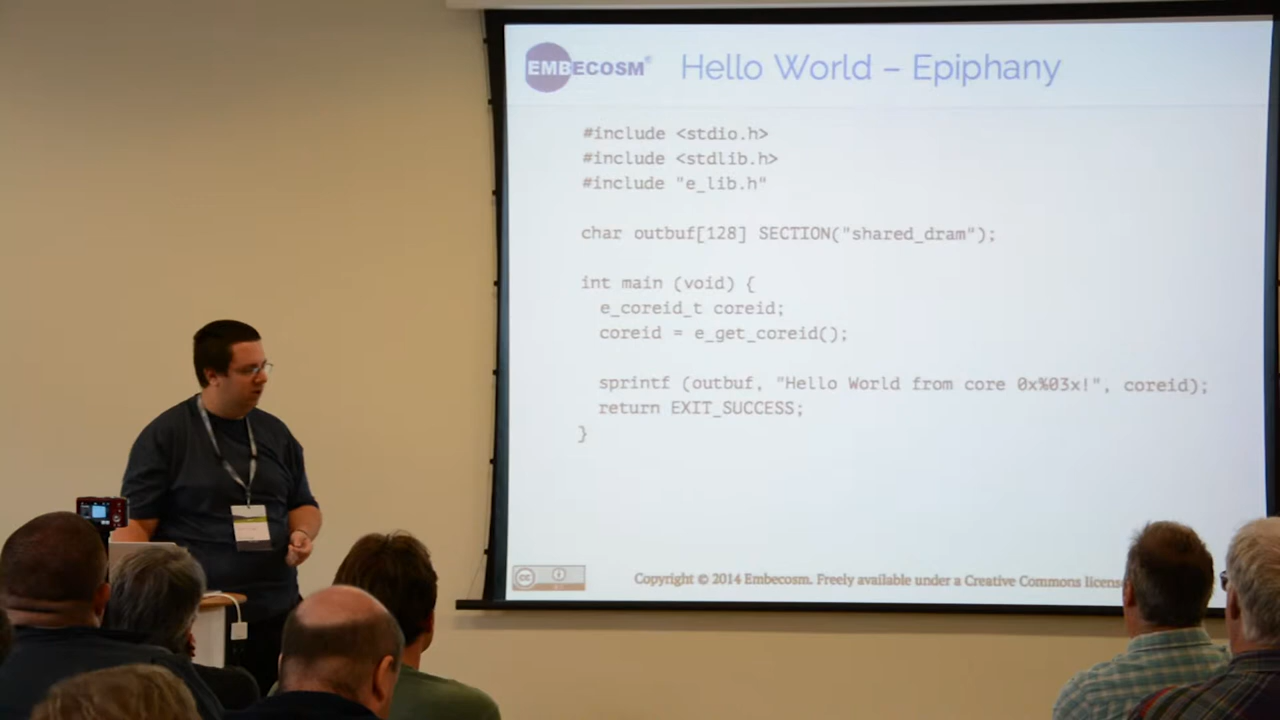 EMBECOSM®
Hello World – Epiphany
#include <stdio.h>
#include <stdlib.h>
#include "e_lib.h"
char outbuf[128] SECTION("shared_dram");
int main (void) {
e_coreid_t coreid;
coreid = e_get_coreid();
sprintf (outbuf, "Hello World from core 0x%03x!", coreid);
return EXIT_SUCCESS;
}
cc
Copyright © 2014 Embecosm. Freely available under a Creative Commons license